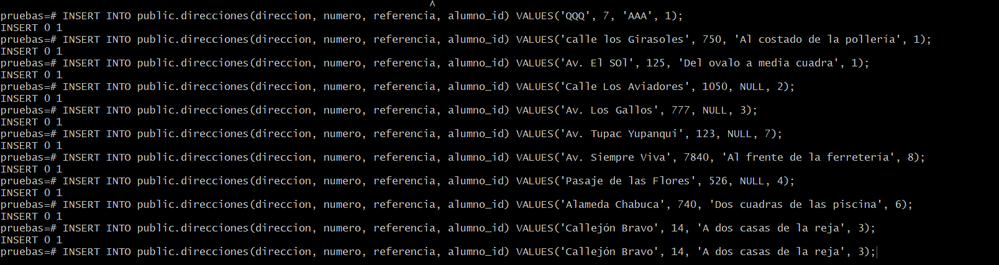 ^
pruebas=# INSERT INTO public.direcciones(direccion, numero, referencia, alumno_id) VALUES('QQQ', 7, 'AAA', 1);
INSERT 0 1
pruebas=# INSERT INTO public.direcciones(direccion, numero, referencia, alumno_id) VALUES('calle los Girasoles', 750, 'Al costado de la pollería', 1);
INSERT 0 1
pruebas=# INSERT INTO public.direcciones(direccion, numero, referencia, alumno_id) VALUES('Av. El SOl', 125, 'Del ovalo a media cuadra', 1);
INSERT 0 1
pruebas=# INSERT INTO public.direcciones(direccion, numero, referencia, alumno_id) VALUES('Calle Los Aviadores', 1050, NULL, 2);
INSERT 0 1
pruebas=# INSERT INTO public.direcciones(direccion, numero, referencia, alumno_id) VALUES('Av. Los Gallos', 777, NULL, 3);
INSERT 0 1
pruebas=# INSERT INTO public.direcciones(direccion, numero, referencia, alumno_id) VALUES('Av. Tupac Yupanqui', 123, NULL, 7);
INSERT 0 1
pruebas=# INSERT INTO public.direcciones(direccion, numero, referencia, alumno_id) VALUES('Av. Siempre Viva', 7840, 'Al frente de la ferretería', 8);
INSERT 0 1
pruebas=# INSERT INTO public.direcciones(direccion, numero, referencia, alumno_id) VALUES('Pasaje de las Flores', 526, NULL, 4);
INSERT 0 1
pruebas=# INSERT INTO public.direcciones(direccion, numero, referencia, alumno_id) VALUES('Alameda Chabuca', 740, 'Dos cuadras de las piscina', 6);
INSERT 0 1
pruebas=# INSERT INTO public.direcciones(direccion, numero, referencia, alumno_id) VALUES('Callejón Bravo', 14, 'A dos casas de la reja', 3);
INSERT 0 1
pruebas=# INSERT INTO public.direcciones(direccion, numero, referencia, alumno_id) VALUES('Callejón Bravo', 14, 'A dos casas de la reja', 3);